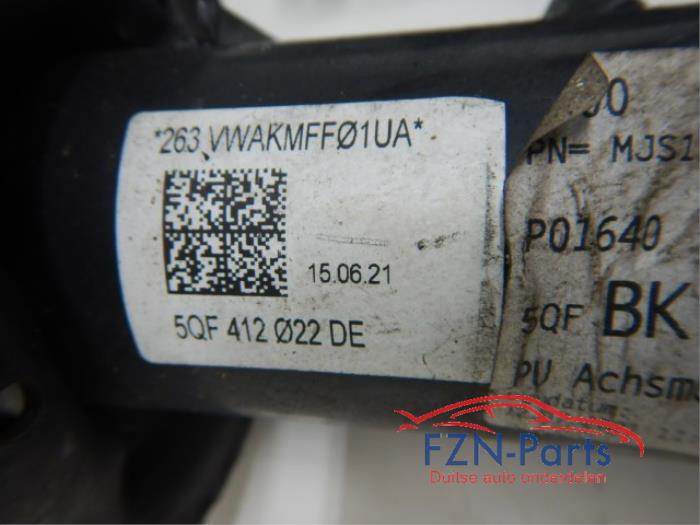 *263 VWAKMFFØ1UA*
15.06.21
5QF 412 Ø22 DE
PN= MJS1
P01640
5QF BK
PV Achsm
FZN-Parts
Duitse auto onderdelen